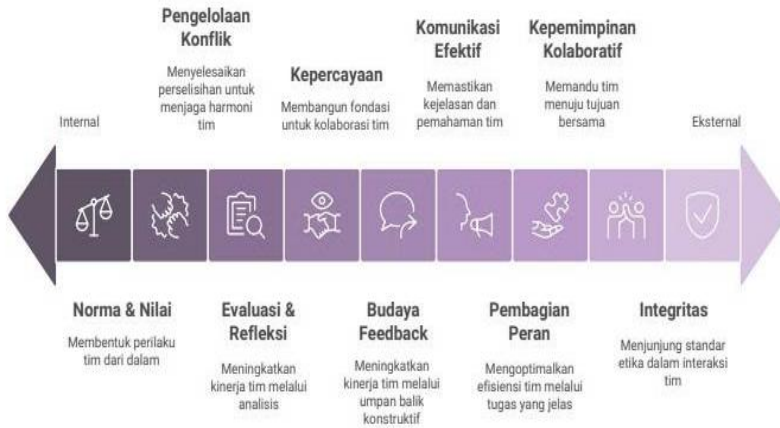 Pengelolaan
Konflik
Menyelesaikan
perselisihan untuk
menjaga harmoni
tim
Kepercayaan
Membangun fondasi
untuk kolaborasi tim
Komunikasi
Efektif
Memastikan
kejelasan dan
pemahaman tim
Kepemimpinan
Kolaboratif
Memandu tim
menuju tujuan
bersama
Internal
Eksternal
Norma & Nilai
Membentuk perilaku
tim dari dalam
Evaluasi &
Refleksi
Meningkatkan
kinerja tim melalui
analisis
Budaya
Feedback
Meningkatkan
kinerja tim melalui
umpan balik
konstruktif
Pembagian
Peran
Mengoptimalkan
efisiensi tim melalui
tugas yang jelas
Integritas
Menjunjung standar
etika dalam interaksi
tim